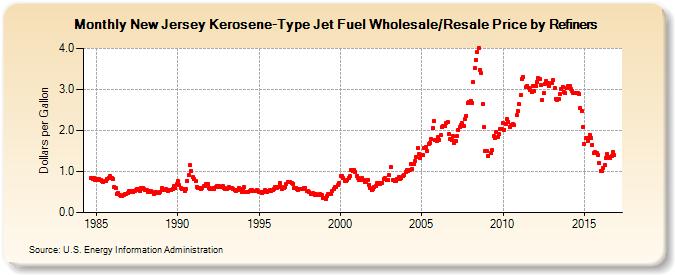 Monthly New Jersey Kerosene-Type Jet Fuel Wholesale/Resale Price by Refiners
Dollars per Gallon
4.0
3.0
2.0
1.0
0.0
1985 1990 1995 2000 2005 2010 2015
Source: U.S. Energy Information Administration